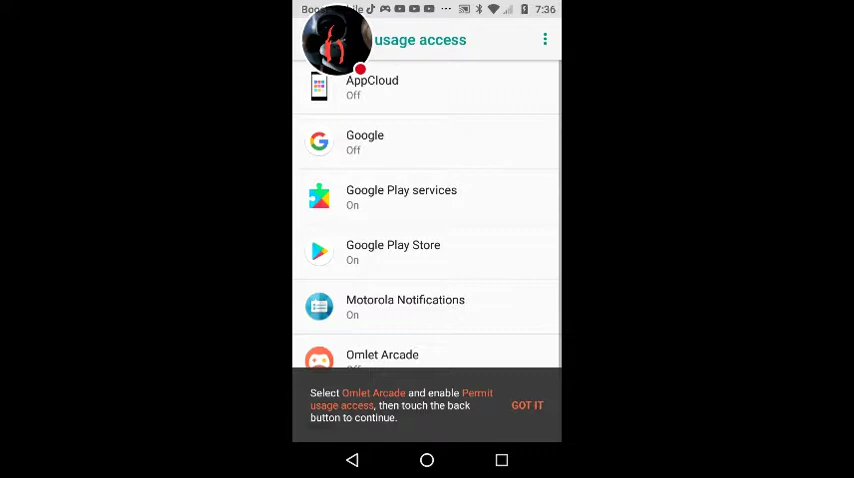 Boo bile ... 7:36
usage access
AppCloud
Off
Google
Off
Google Play services
On
Google Play Store
On
Motorola Notifications
On
Omlet Arcade
Select Omlet Arcade and enable Permit
usage access, then touch the back
button to continue.
GOT IT